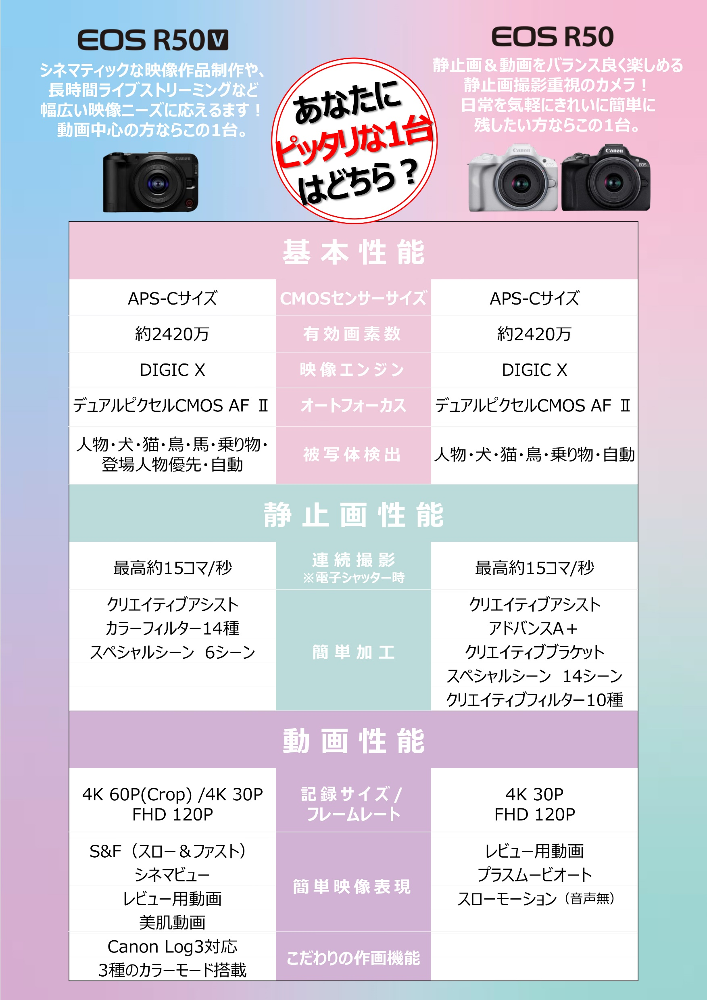 EOS R50 V
シネマティックな映像作品制作や、
長時間ライブストリーミングなど
幅広い映像ニーズに応えるます！
動画中心の方ならこの1台。
あなたに
ピッタリな1台
はどちら？
EOS R50
静止画＆動画をバランス良く楽しめる
静止画撮影重視のカメラ！
日常を気軽にきれいに簡単に
残したい方ならこの1台。
Canon
Canon
EOS
Canon
EOS
基本性能
APS-Cサイズ
CMOSセンサーサイズ
APS-Cサイズ
約2420万
有効画素数
約2420万
DIGIC X
映像エンジン
DIGIC X
デュアルピクセルCMOS AF Ⅱ
オートフォーカス
デュアルピクセルCMOS AF Ⅱ
人物・犬・猫・鳥・馬・乗り物・
登場人物優先・自動
被写体検出
人物・犬・猫・鳥・乗り物・自動
静止画性能
最高約15コマ/秒
連続撮影
※電子シャッター時
最高約15コマ/秒
クリエイティブアシスト
カラーフィルター14種
スペシャルシーン 6シーン
簡単加工
クリエイティブアシスト
アドバンスA＋
クリエイティブブラケット
スペシャルシーン 14シーン
クリエイティブフィルター10種
動画性能
4K 60P(Crop) /4K 30P
FHD 120P
記録サイズ/
フレームレート
4K 30P
FHD 120P
S&F（スロー＆ファスト）
シネマビュー
レビュー用動画
美肌動画
簡単映像表現
レビュー用動画
プラスムービオート
スローモーション（音声無）
Canon Log3対応
3種のカラーモード搭載
こだわりの作画機能